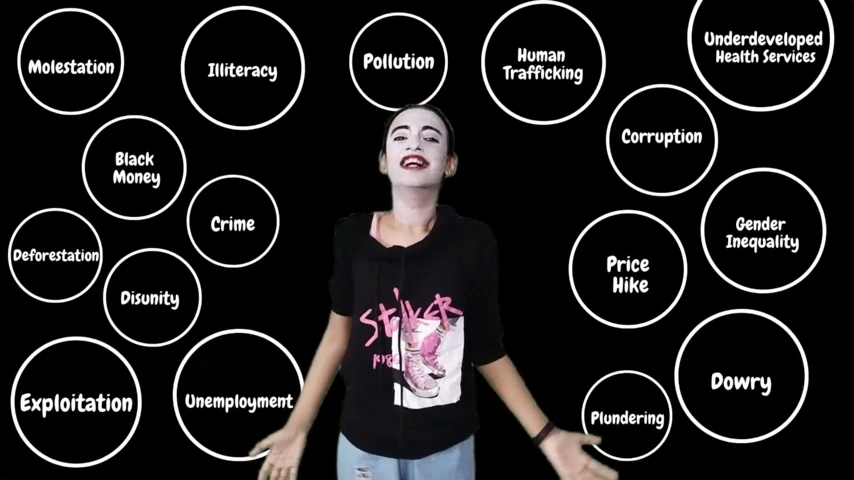 Molestation
Illiteracy
Pollution
Human
Trafficking
Underdeveloped
Health Services
Corruption
Black
Money
Crime
Gender
Inequality
Deforestation
Disunity
Price
Hike
Exploitation
Unemployment
Dowry
Plundering